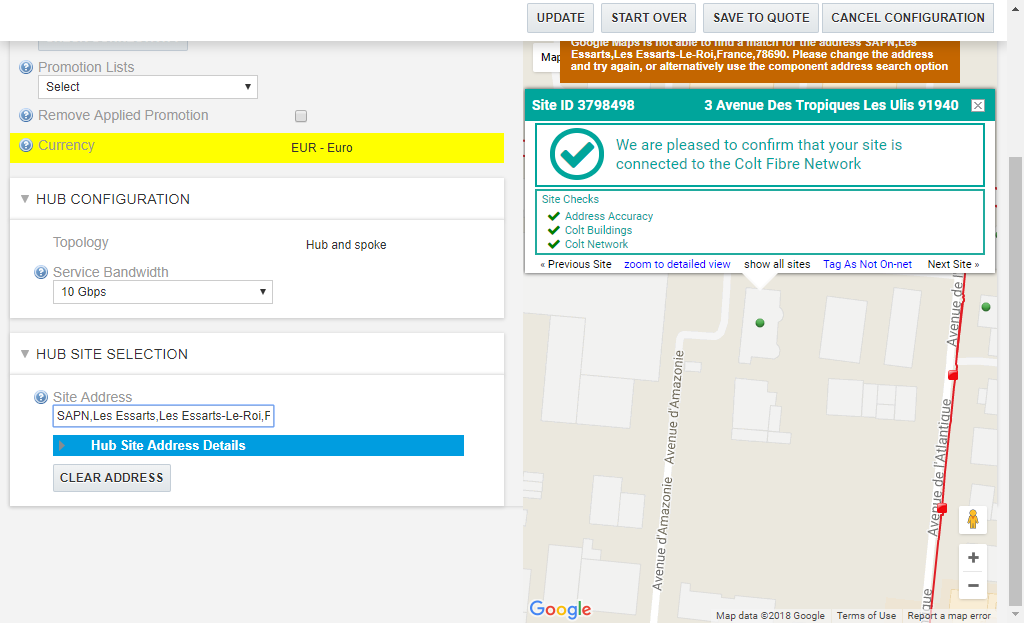 UPDATE
START OVER
SAVE TO QUOTE
CANCEL CONFIGURATION
Promotion Lists
Select
Remove Applied Promotion
Currency
EUR - Euro
HUB CONFIGURATION
Topology
Hub and spoke
Service Bandwidth
10 Gbps
HUB SITE SELECTION
Site Address
SAPN,Les Essarts,Les Essarts-Le-Roi,F
Hub Site Address Details
CLEAR ADDRESS
Map
Google Maps is not able to find a match for the address SAPN,Les
Essarts,Les Essarts-Le-Roi,France,78690. Please change the address
and try again, or alternatively use the component address search option
Site ID 3798498
3 Avenue Des Tropiques Les Ulis 91940
We are pleased to confirm that your site is
connected to the Colt Fibre Network
Site Checks
Address Accuracy
Colt Buildings
Colt Network
« Previous Site
zoom to detailed view
show all sites
Tag As Not On-net
Next Site »
Avenue d'Amazonie
Avenue d'Amazonie
Avenue de l'
Avenue de l'Atlantique
que
+
−
Google
Map data ©2018 Google
Terms of Use
Report a map error